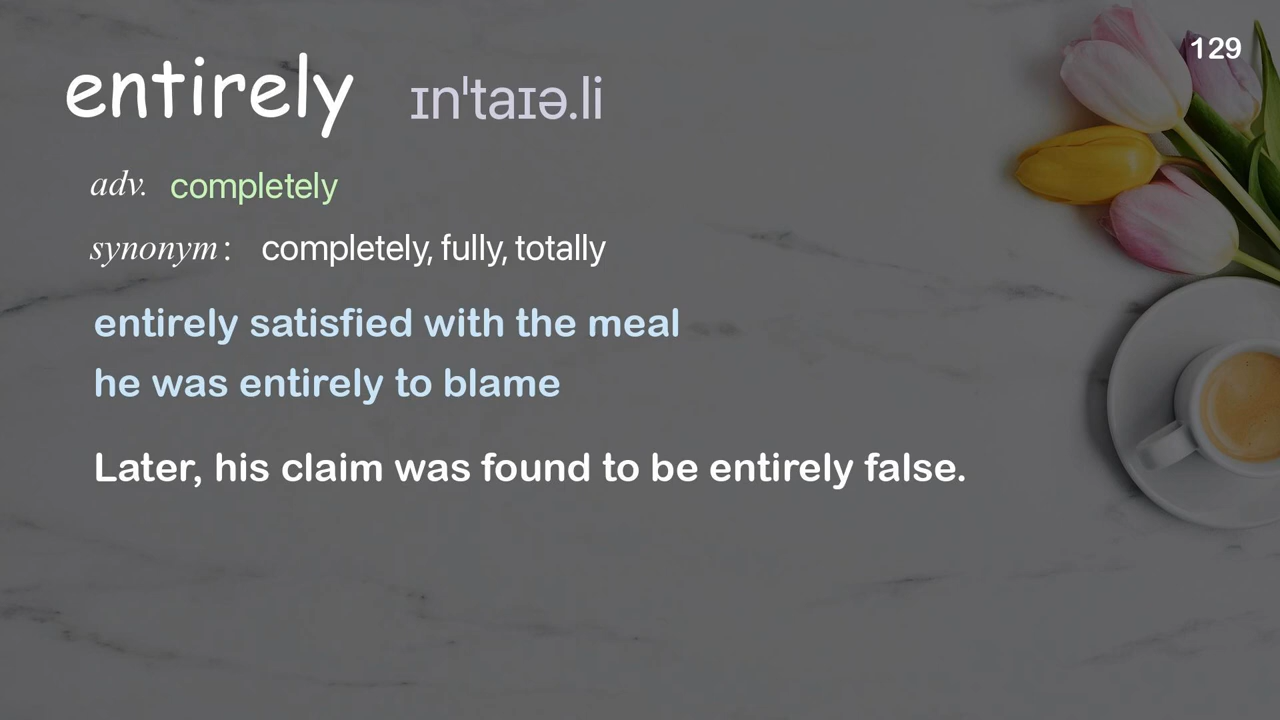 129
entirely ɪnˈtaɪə.li
adv. completely
synonym: completely, fully, totally
entirely satisfied with the meal
he was entirely to blame
Later, his claim was found to be entirely false.